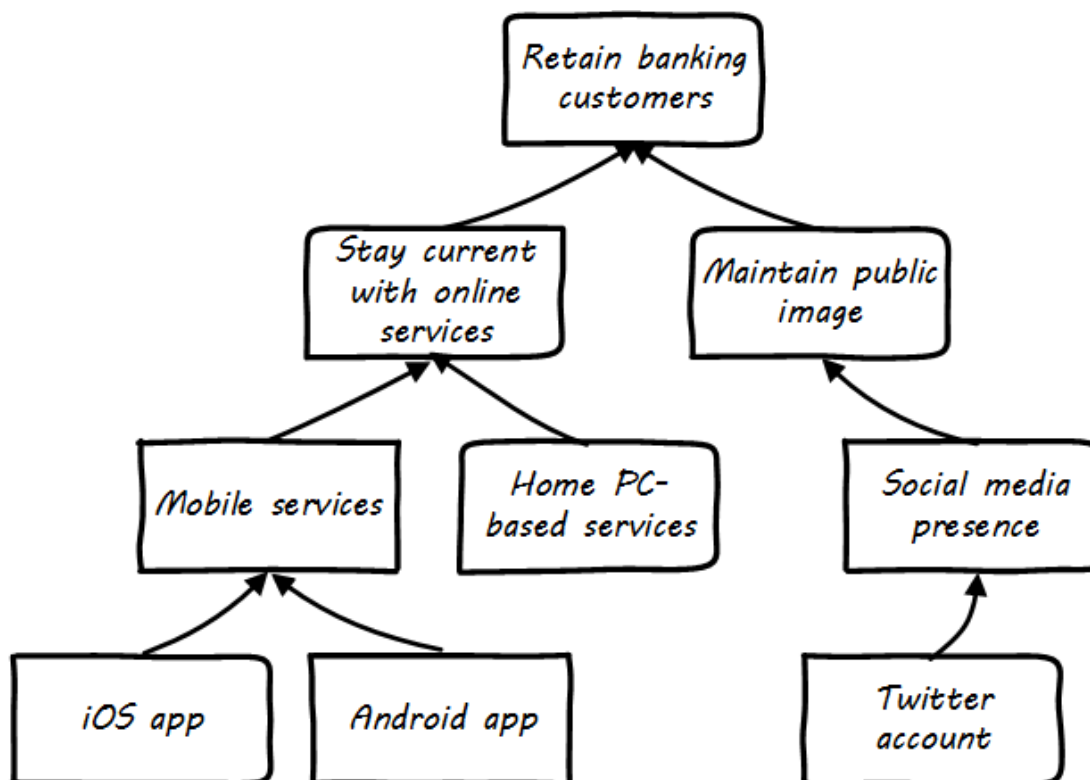 Retain banking
customers
Stay current
with online
services
Maintain public
image
Mobile services
Home PC-
based services
Social media
presence
iOS app
Android app
Twitter
account